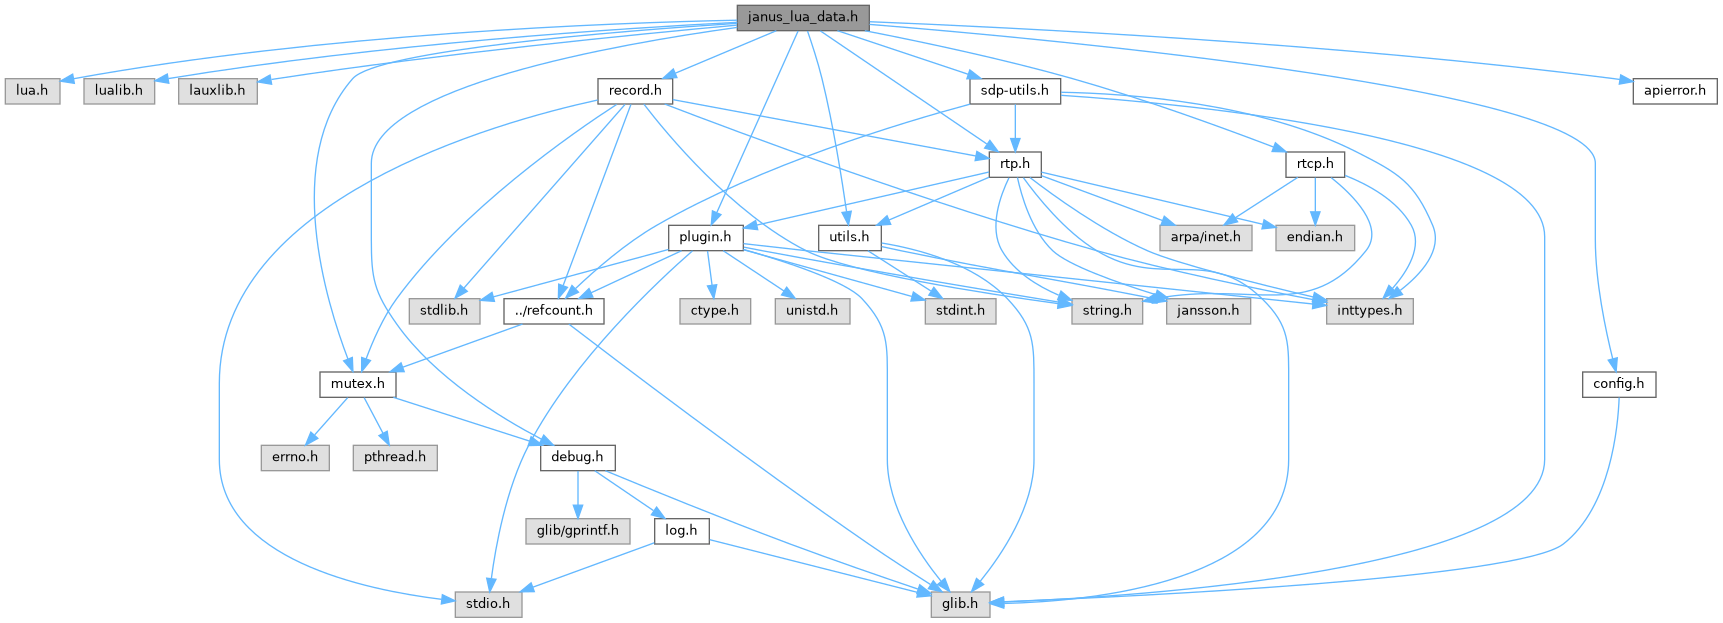 janus_lua_data.h
lua.h
lualib.h
lauxlib.h
record.h
sdp-utils.h
apierror.h
rtp.h
rtcp.h
plugin.h
utils.h
arpa/inet.h
endian.h
stdlib.h
../refcount.h
ctype.h
unistd.h
stdint.h
string.h
jansson.h
inttypes.h
mutex.h
config.h
errno.h
pthread.h
debug.h
glib/gprintf.h
log.h
stdio.h
glib.h